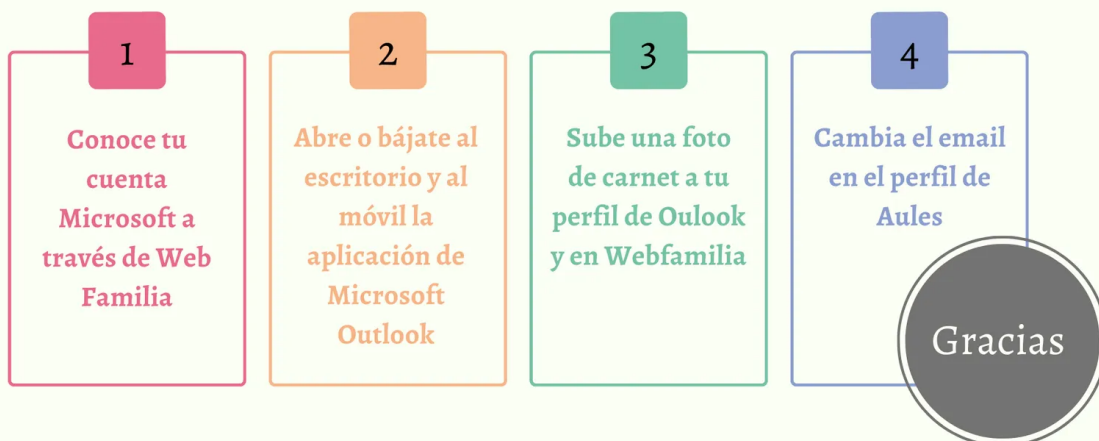 1
Conoce tu
cuenta
Microsoft a
través de Web
Familia
2
Abre o bájate al
escritorio y al
móvil la
aplicación de
Microsoft
Outlook
3
Sube una foto
de carnet a tu
perfil de Oulook
y en Webfamilia
4
Cambia el email
en el perfil de
Aules
Gracias